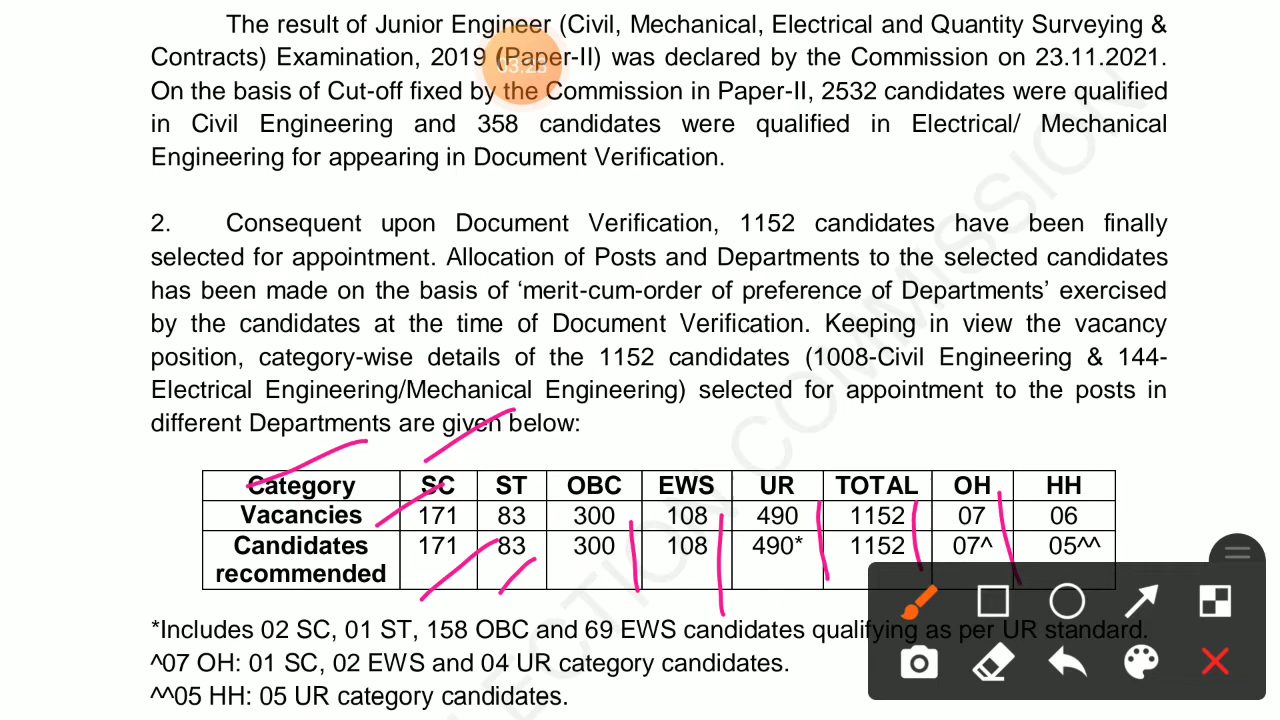 The result of Junior Engineer (Civil, Mechanical, Electrical and Quantity Surveying &
Contracts) Examination, 2019 (Paper-II) was declared by the Commission on 23.11.2021.
On the basis of Cut-off fixed by the Commission in Paper-II, 2532 candidates were qualified
in Civil Engineering and 358 candidates were qualified in Electrical/ Mechanical
Engineering for appearing in Document Verification.
2. Consequent upon Document Verification, 1152 candidates have been finally
selected for appointment. Allocation of Posts and Departments to the selected candidates
has been made on the basis of ‘merit-cum-order of preference of Departments’ exercised
by the candidates at the time of Document Verification. Keeping in view the vacancy
position, category-wise details of the 1152 candidates (1008-Civil Engineering & 144-
Electrical Engineering/Mechanical Engineering) selected for appointment to the posts in
different Departments are given below:
Category SC ST OBC EWS UR TOTAL OH HH
Vacancies 171 83 300 108 490 1152 07 06
Candidates recommended 171 83 300 108 490* 1152 07^ 05^^
*Includes 02 SC, 01 ST, 158 OBC and 69 EWS candidates qualifying as per UR standard.
^07 OH: 01 SC, 02 EWS and 04 UR category candidates.
^^05 HH: 05 UR category candidates.